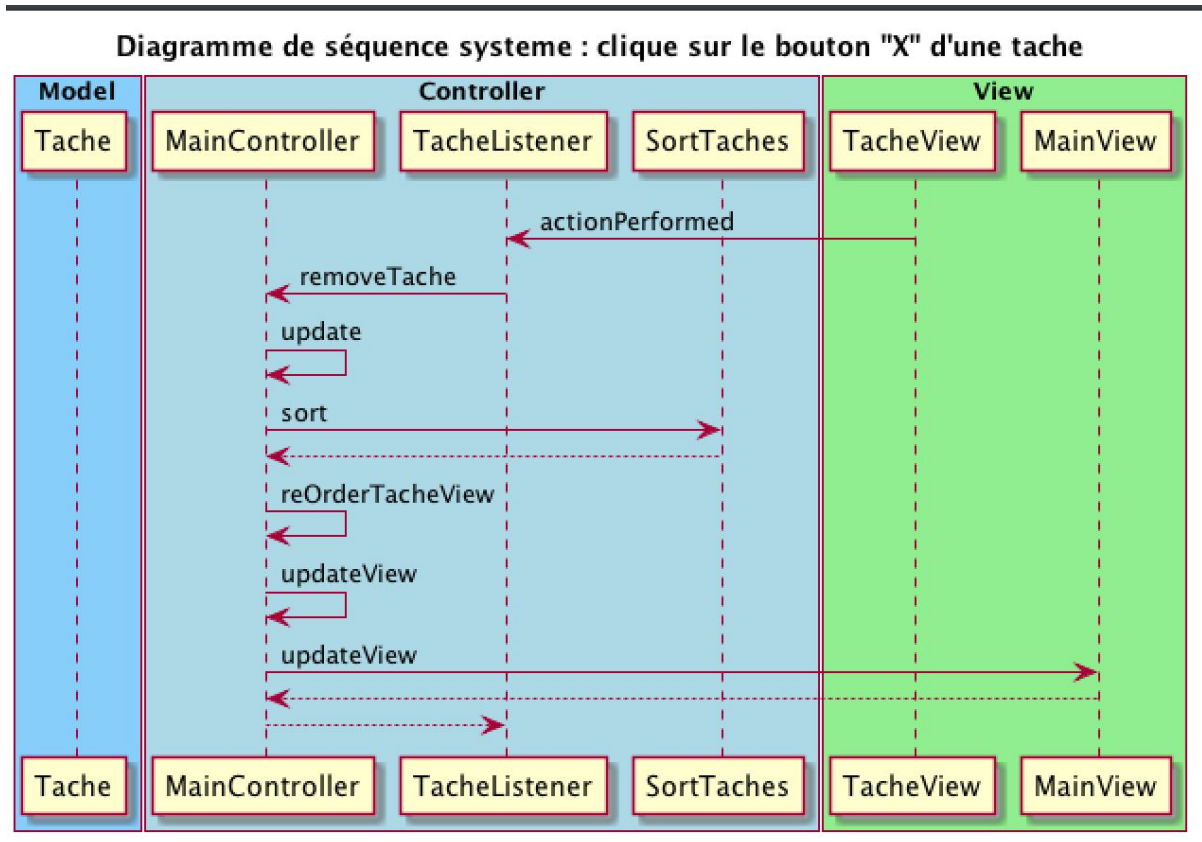 Diagramme de séquence systeme : clique sur le bouton "X" d'une tache
Model Controller View
Tache MainController TacheListener SortTaches TacheView MainView
actionPerformed
removeTache
update
sort
reOrderTacheView
updateView
updateView
Tache MainController TacheListener SortTaches TacheView MainView